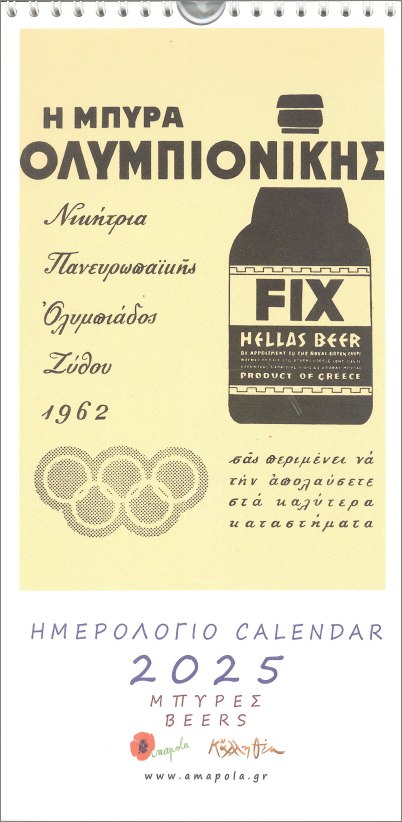 Η ΜΠΥΡΑ
ΟΛΥΜΠΙΟΝΙΚΗΣ
Νικήτρια
Πανευρωπαϊκῆς
Ὀλυμπιάδος
Ζύθου
1962
FIX
HELLAS BEER
BY APPOINTMENT TO THE ROYAL GREEK COURT
PRODUCT OF GREECE
σᾶς περιμένει νά
τήν ἀπολαύσετε
στά καλύτερα
καταστήματα
ΗΜΕΡΟΛΟΓΙΟ CALENDAR
2025
ΜΠΥΡΕΣ
BEERS
amapola
www.amapola.gr